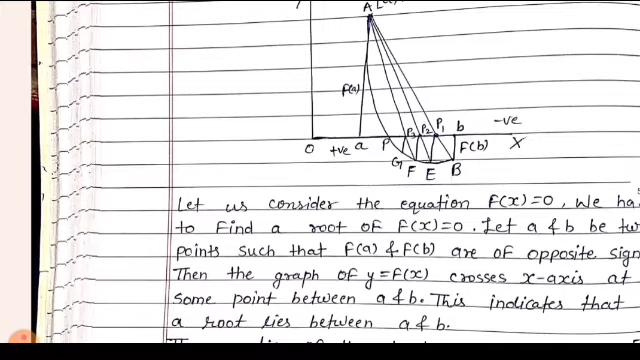 A
F(a)
P3 P2 P1 b -ve
O +ve a P F(b) X
G F E B
Let us consider the equation F(x)=0, We ha
to find a root of F(x)=0. Let a & b be tw
points such that F(a) & F(b) are of opposite sign
Then the graph of y=F(x) crosses x-axis at
some point between a & b. This indicates that
a root lies between a & b.